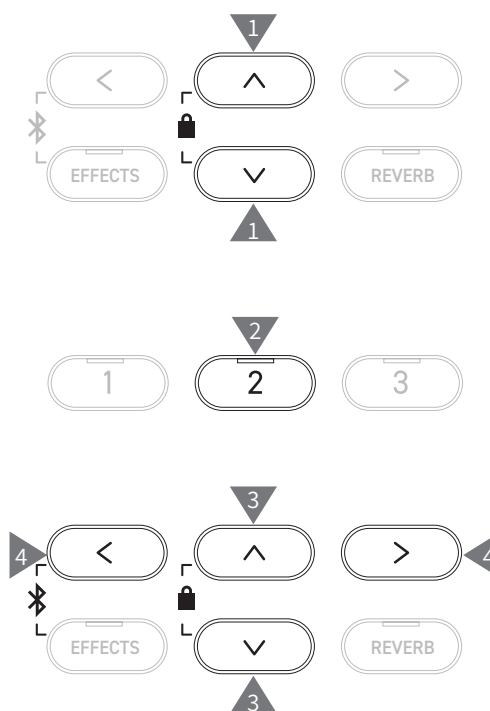 1
< ∧ >
EFFECTS ∨ REVERB
1
2
1 2 3
3
4 < ∧ > 4
EFFECTS ∨ REVERB
3